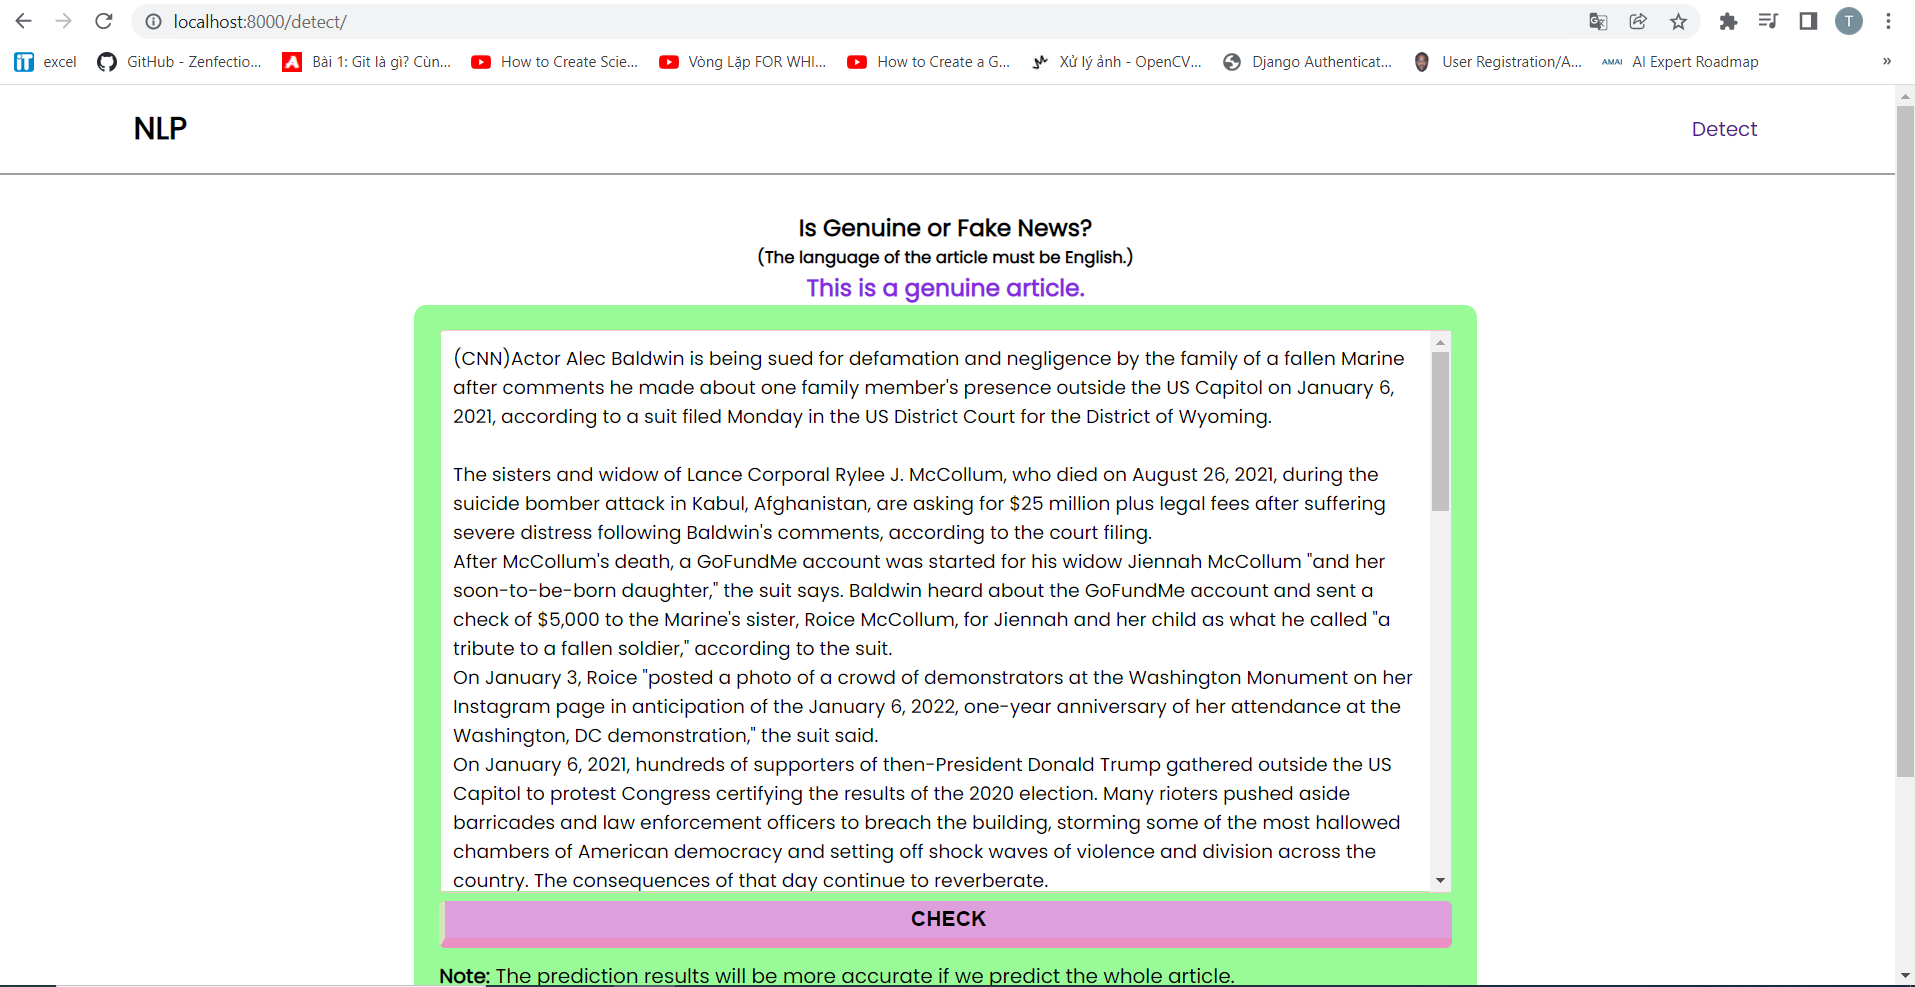 localhost:8000/detect/
T
excel
GitHub - Zenfectio...
Bài 1: Git là gì? Cùn...
How to Create Scie...
Vòng Lặp FOR WHI...
How to Create a G...
Xử lý ảnh - OpenCV...
Django Authenticat...
User Registration/A...
AMAI
AI Expert Roadmap
»
NLP
Detect
Is Genuine or Fake News?
(The language of the article must be English.)
This is a genuine article.
(CNN)Actor Alec Baldwin is being sued for defamation and negligence by the family of a fallen Marine
after comments he made about one family member's presence outside the US Capitol on January 6,
2021, according to a suit filed Monday in the US District Court for the District of Wyoming.
The sisters and widow of Lance Corporal Rylee J. McCollum, who died on August 26, 2021, during the
suicide bomber attack in Kabul, Afghanistan, are asking for $25 million plus legal fees after suffering
severe distress following Baldwin's comments, according to the court filing.
After McCollum's death, a GoFundMe account was started for his widow Jiennah McCollum "and her
soon-to-be-born daughter," the suit says. Baldwin heard about the GoFundMe account and sent a
check of $5,000 to the Marine's sister, Roice McCollum, for Jiennah and her child as what he called "a
tribute to a fallen soldier," according to the suit.
On January 3, Roice "posted a photo of a crowd of demonstrators at the Washington Monument on her
Instagram page in anticipation of the January 6, 2022, one-year anniversary of her attendance at the
Washington, DC demonstration," the suit said.
On January 6, 2021, hundreds of supporters of then-President Donald Trump gathered outside the US
Capitol to protest Congress certifying the results of the 2020 election. Many rioters pushed aside
barricades and law enforcement officers to breach the building, storming some of the most hallowed
chambers of American democracy and setting off shock waves of violence and division across the
country. The consequences of that day continue to reverberate.
CHECK
Note: The prediction results will be more accurate if we predict the whole article.